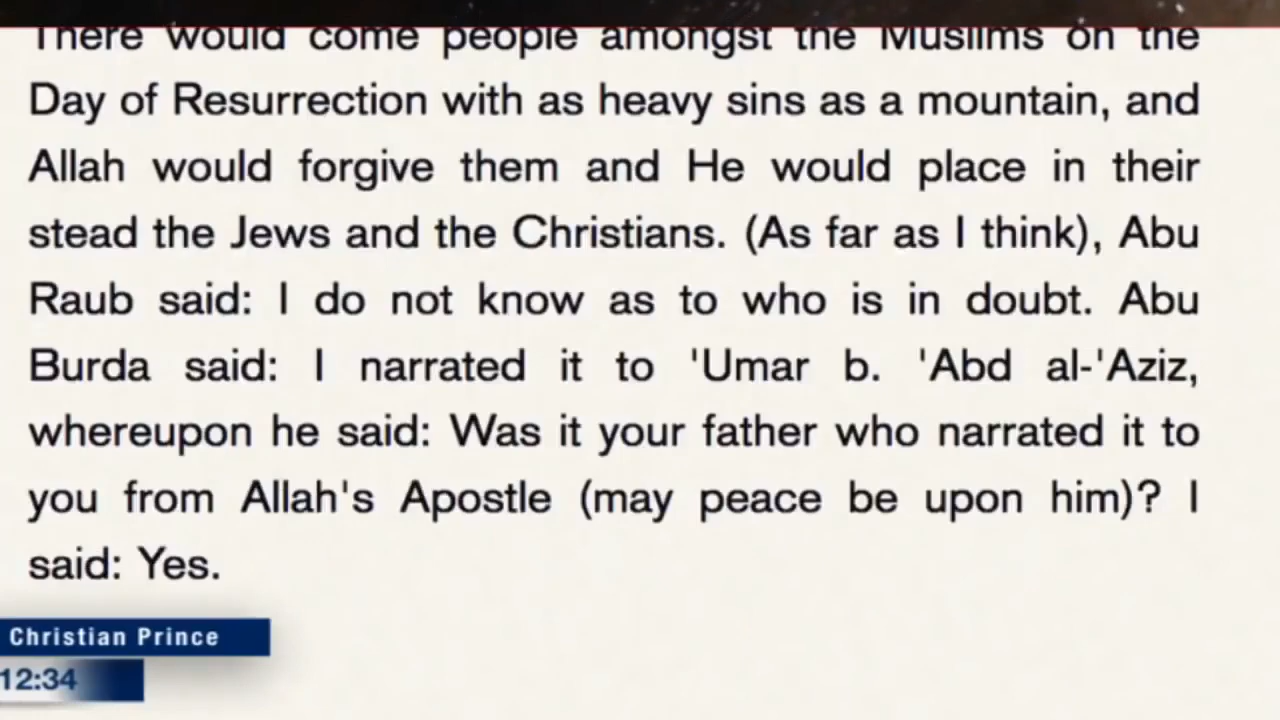 There would come people amongst the Muslims on the
Day of Resurrection with as heavy sins as a mountain, and
Allah would forgive them and He would place in their
stead the Jews and the Christians. (As far as I think), Abu
Raub said: I do not know as to who is in doubt. Abu
Burda said: I narrated it to 'Umar b. 'Abd al-'Aziz,
whereupon he said: Was it your father who narrated it to
you from Allah's Apostle (may peace be upon him)? I
said: Yes.
Christian Prince
12:34